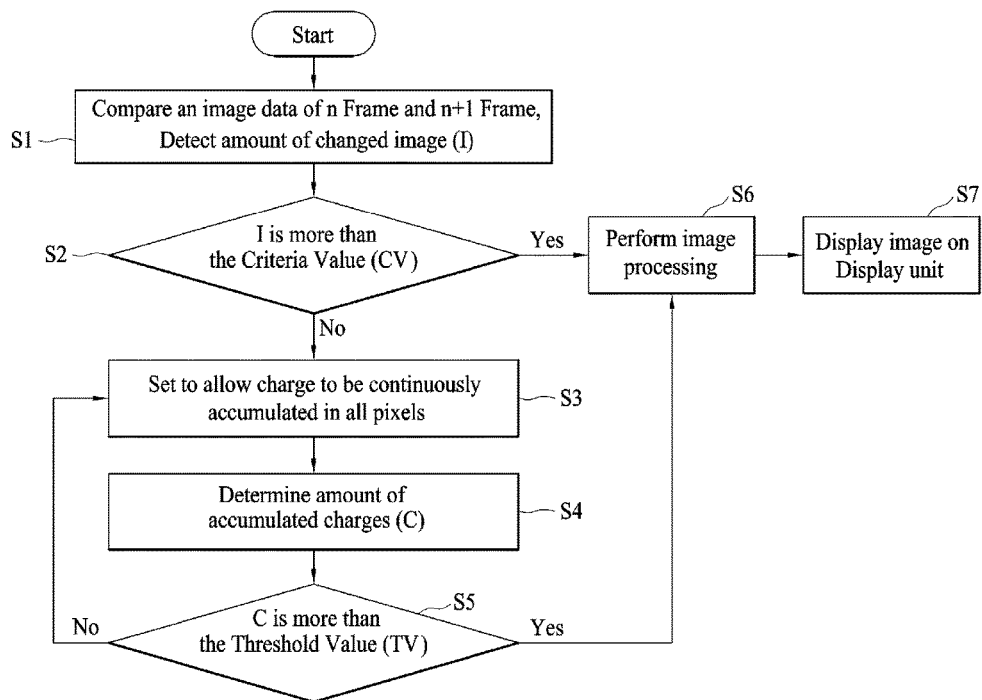 Start
S1
Compare an image data of n Frame and n+1 Frame,
Detect amount of changed image (I)
S2
I is more than
the Criteria Value (CV)
Yes
No
S6
Perform image
processing
S7
Display image on
Display unit
Set to allow charge to be continuously
accumulated in all pixels
S3
Determine amount of
accumulated charges (C)
S4
S5
C is more than
the Threshold Value (TV)
No
Yes